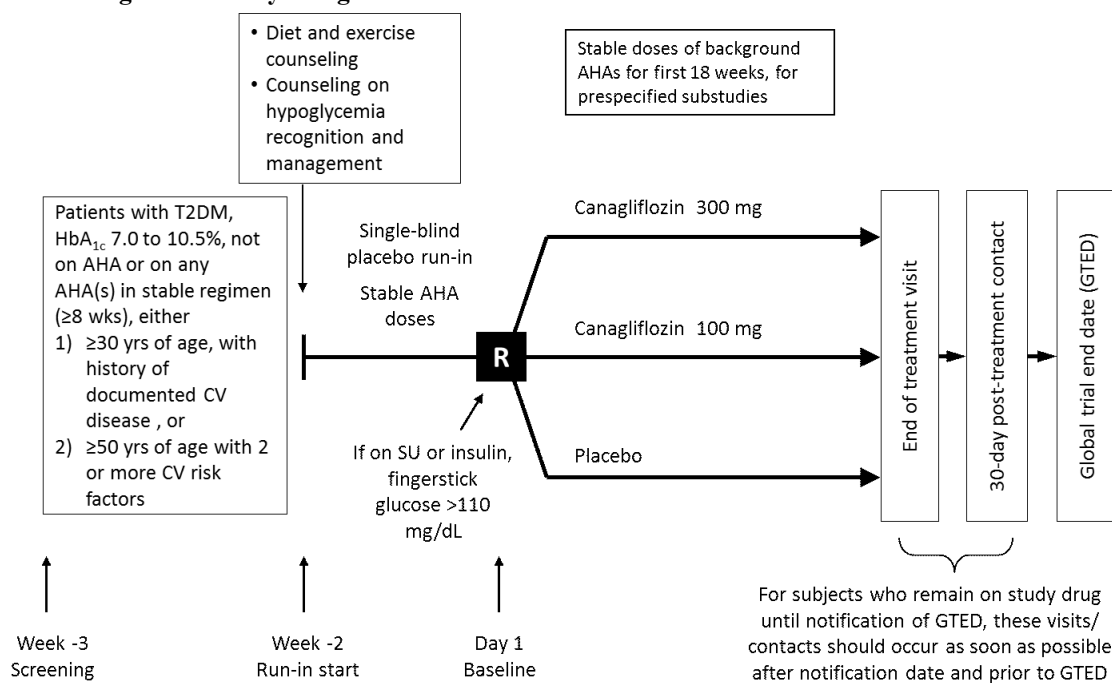 • Diet and exercise
counseling
• Counseling on
hypoglycemia
recognition and
management
Stable doses of background
AHAs for first 18 weeks, for
prespecified substudies
Patients with T2DM,
HbA1c 7.0 to 10.5%, not
on AHA or on any
AHA(s) in stable regimen
(≥8 wks), either
1) ≥30 yrs of age, with
history of
documented CV
disease , or
2) ≥50 yrs of age with 2
or more CV risk
factors
Single-blind
placebo run-in
Stable AHA
doses
R
If on SU or insulin,
fingerstick
glucose >110
mg/dL
Canagliflozin 300 mg
Canagliflozin 100 mg
Placebo
End of treatment visit
30-day post-treatment contact
Global trial end date (GTED)
Week -3
Screening
Week -2
Run-in start
Day 1
Baseline
For subjects who remain on study drug
until notification of GTED, these visits/
contacts should occur as soon as possible
after notification date and prior to GTED